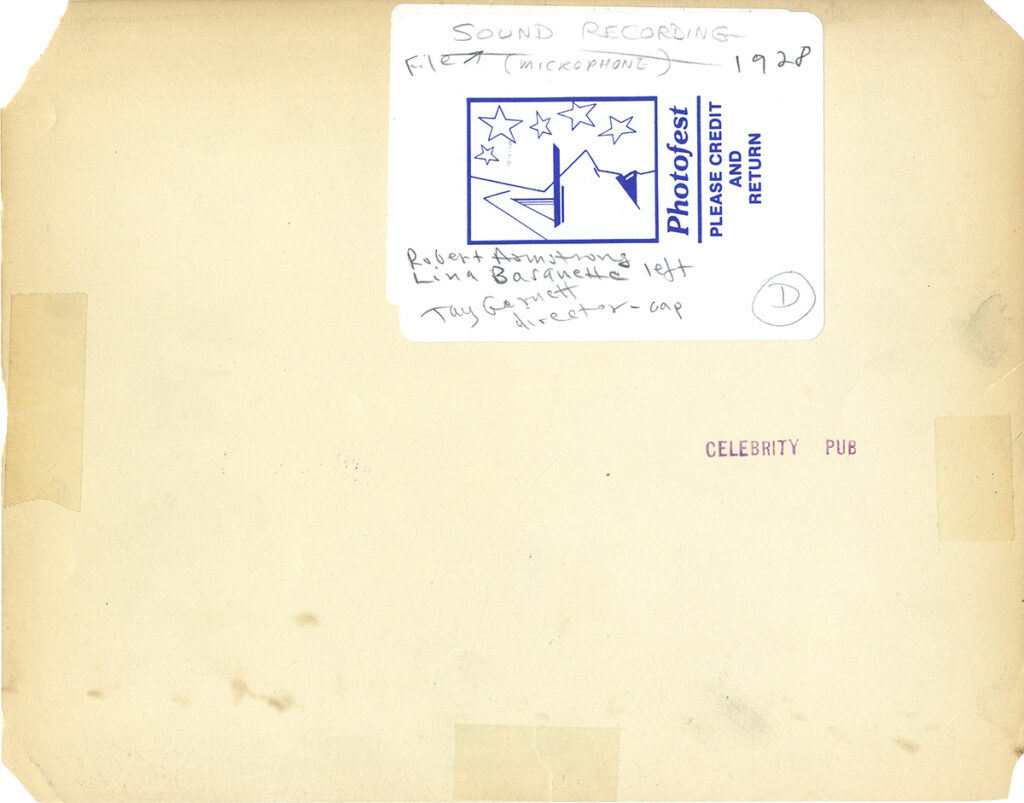 SOUND RECORDING
File (MICROPHONE) 1928
Photofest
PLEASE CREDIT
AND
RETURN
Robert Armstrong
Lina Basquette left
Tay Garnett
director - cap
D
CELEBRITY PUB